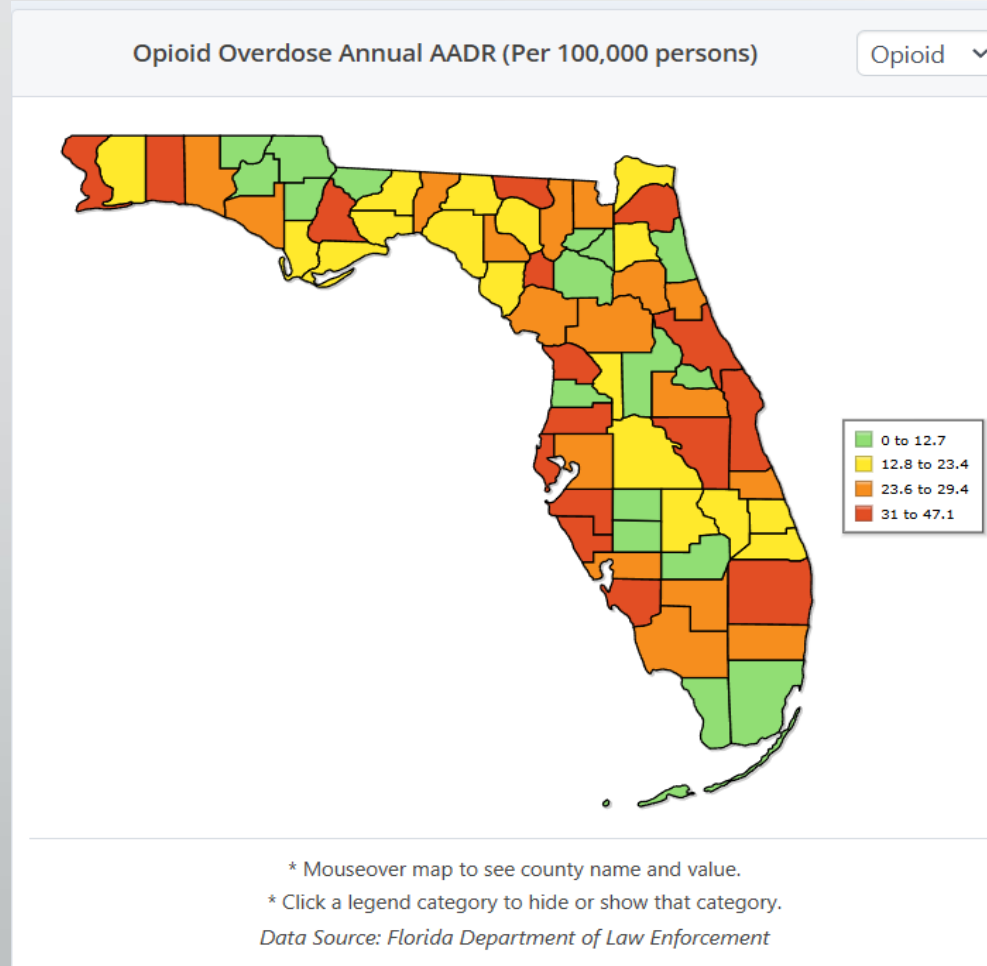 Opioid Overdose Annual AADR (Per 100,000 persons)
Opioid
0 to 12.7
12.8 to 23.4
23.6 to 29.4
31 to 47.1
* Mouseover map to see county name and value.
* Click a legend category to hide or show that category.
Data Source: Florida Department of Law Enforcement